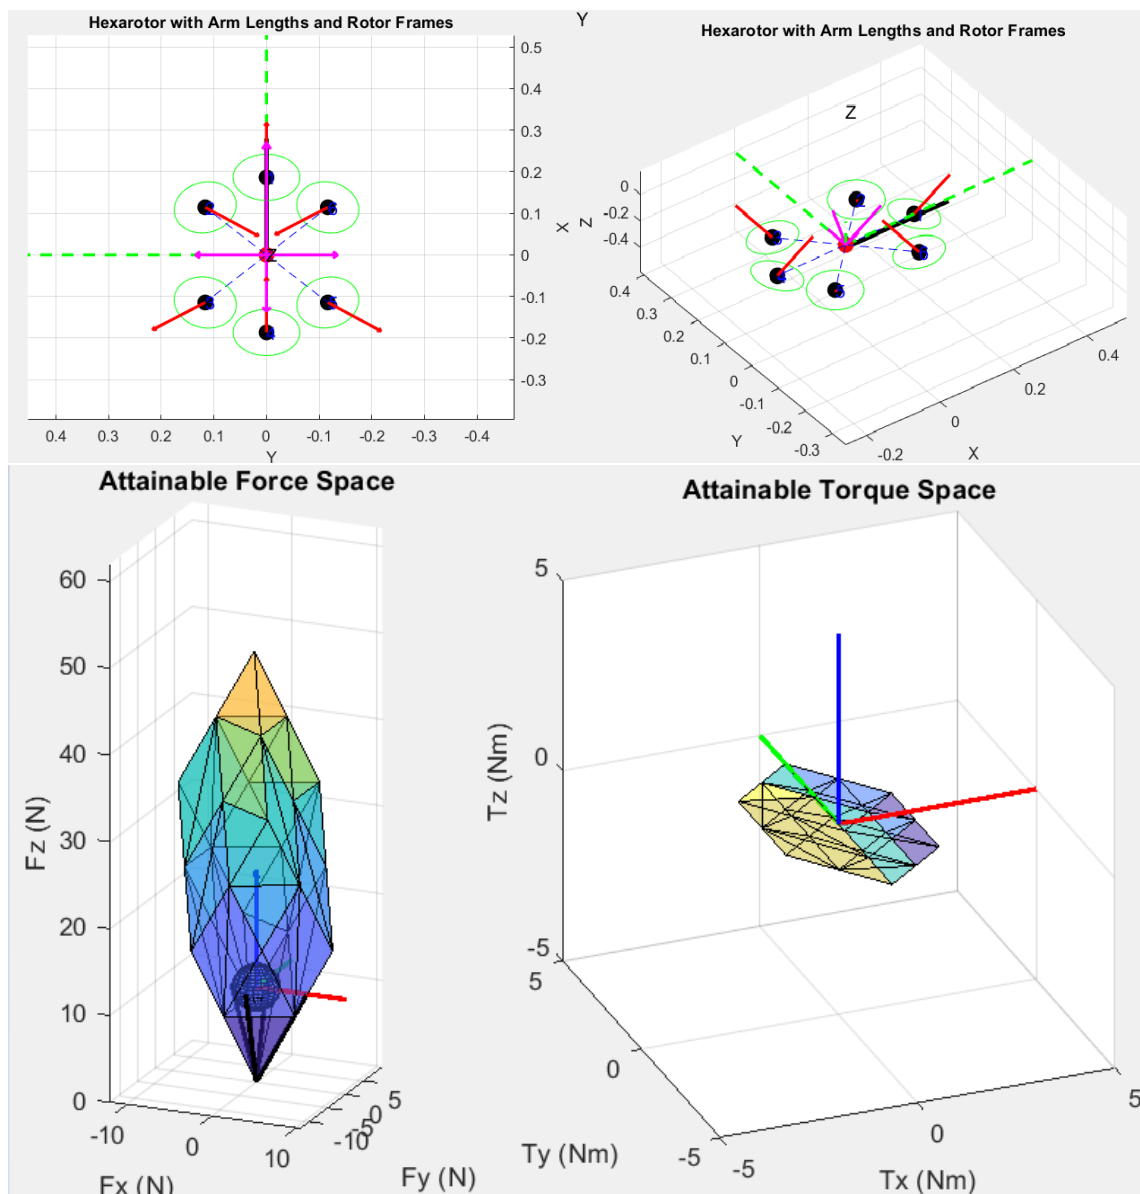 Hexarotor with Arm Lengths and Rotor Frames
Y
0.5
0.4
0.3
0.2
0.1
0
-0.1
-0.2
-0.3
X
Z
0.4 0.3 0.2 0.1 0 -0.1 -0.2 -0.3 -0.4
Y
Hexarotor with Arm Lengths and Rotor Frames
Z
0
-0.2
-0.4
Z
0.4
0.3
0.2
0.1
0
-0.1
-0.2
-0.3
Y
0.4
0.2
0
-0.2
X
Attainable Force Space
60
50
40
30
20
10
0
Fz (N)
-10 0 10
Fx (N)
-10 -5 0 5
Fy (N)
Attainable Torque Space
5
0
-5
Tz (Nm)
5
0
-5
Ty (Nm)
-5
0
5
Tx (Nm)